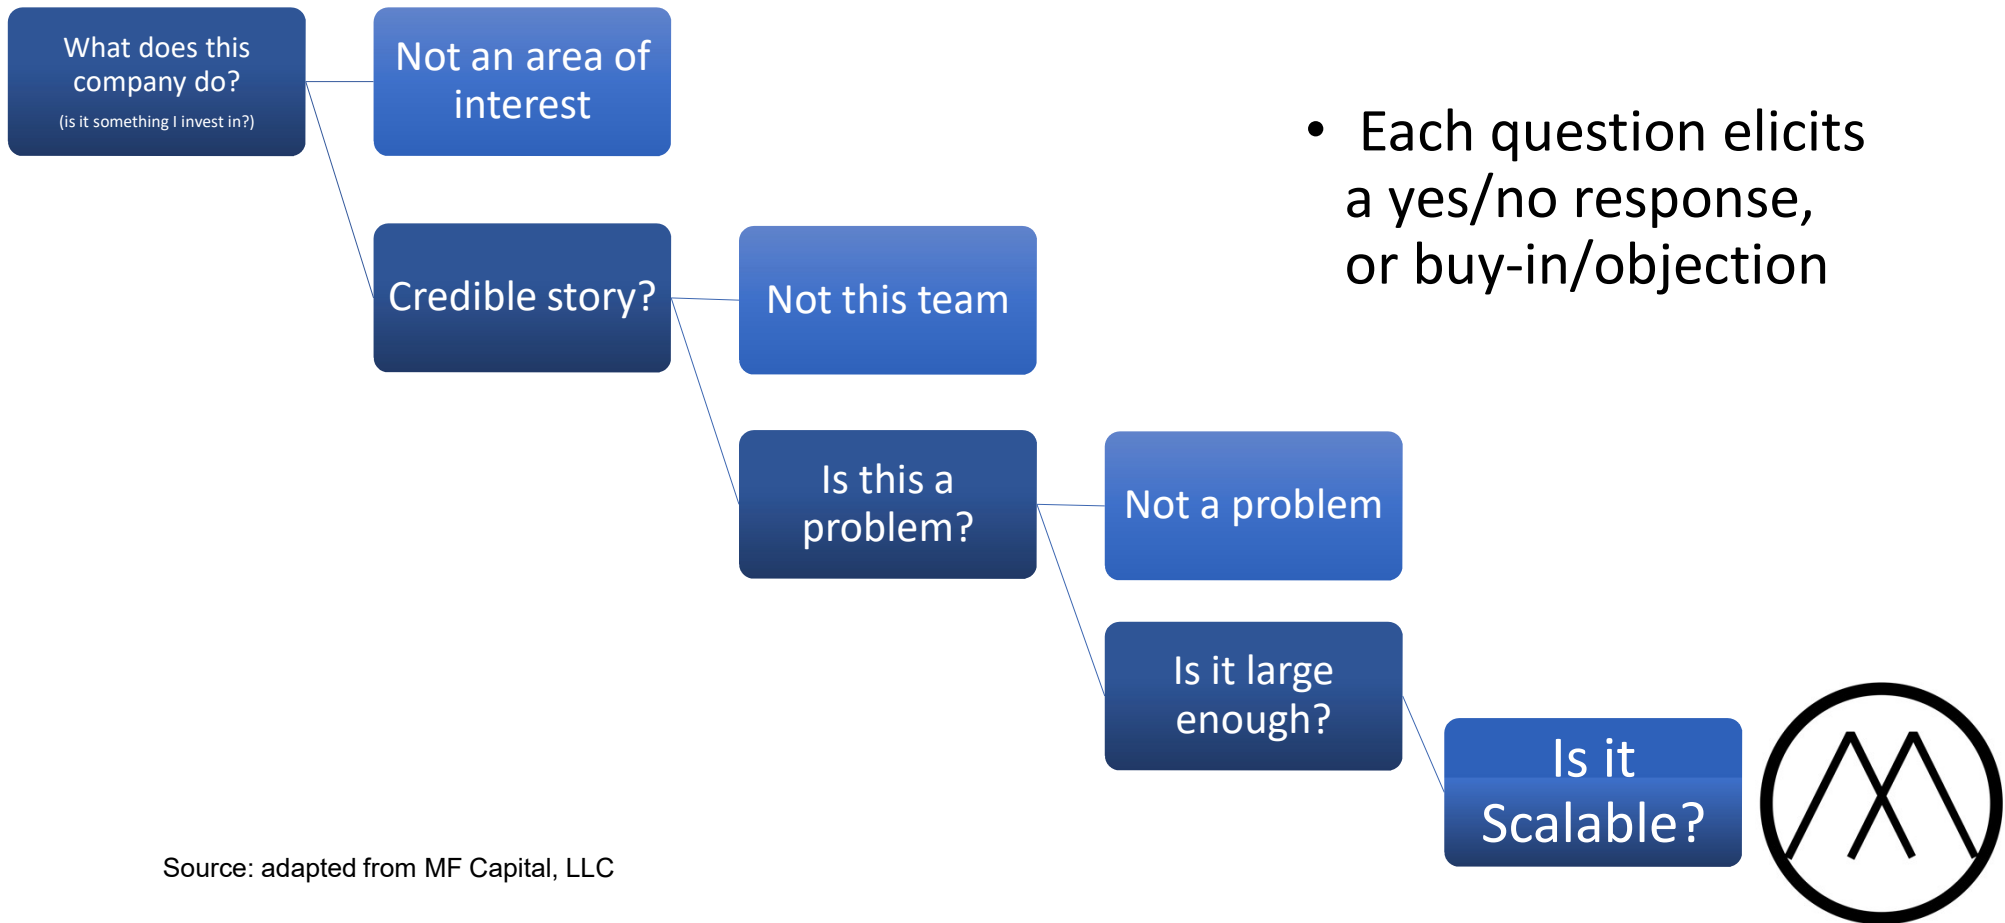 What does this
company do?
(is it something I invest in?)
Not an area of
interest
Credible story?
Not this team
Is this a
problem?
Not a problem
Is it large
enough?
Is it
Scalable?
• Each question elicits
a yes/no response,
or buy-in/objection
Source: adapted from MF Capital, LLC